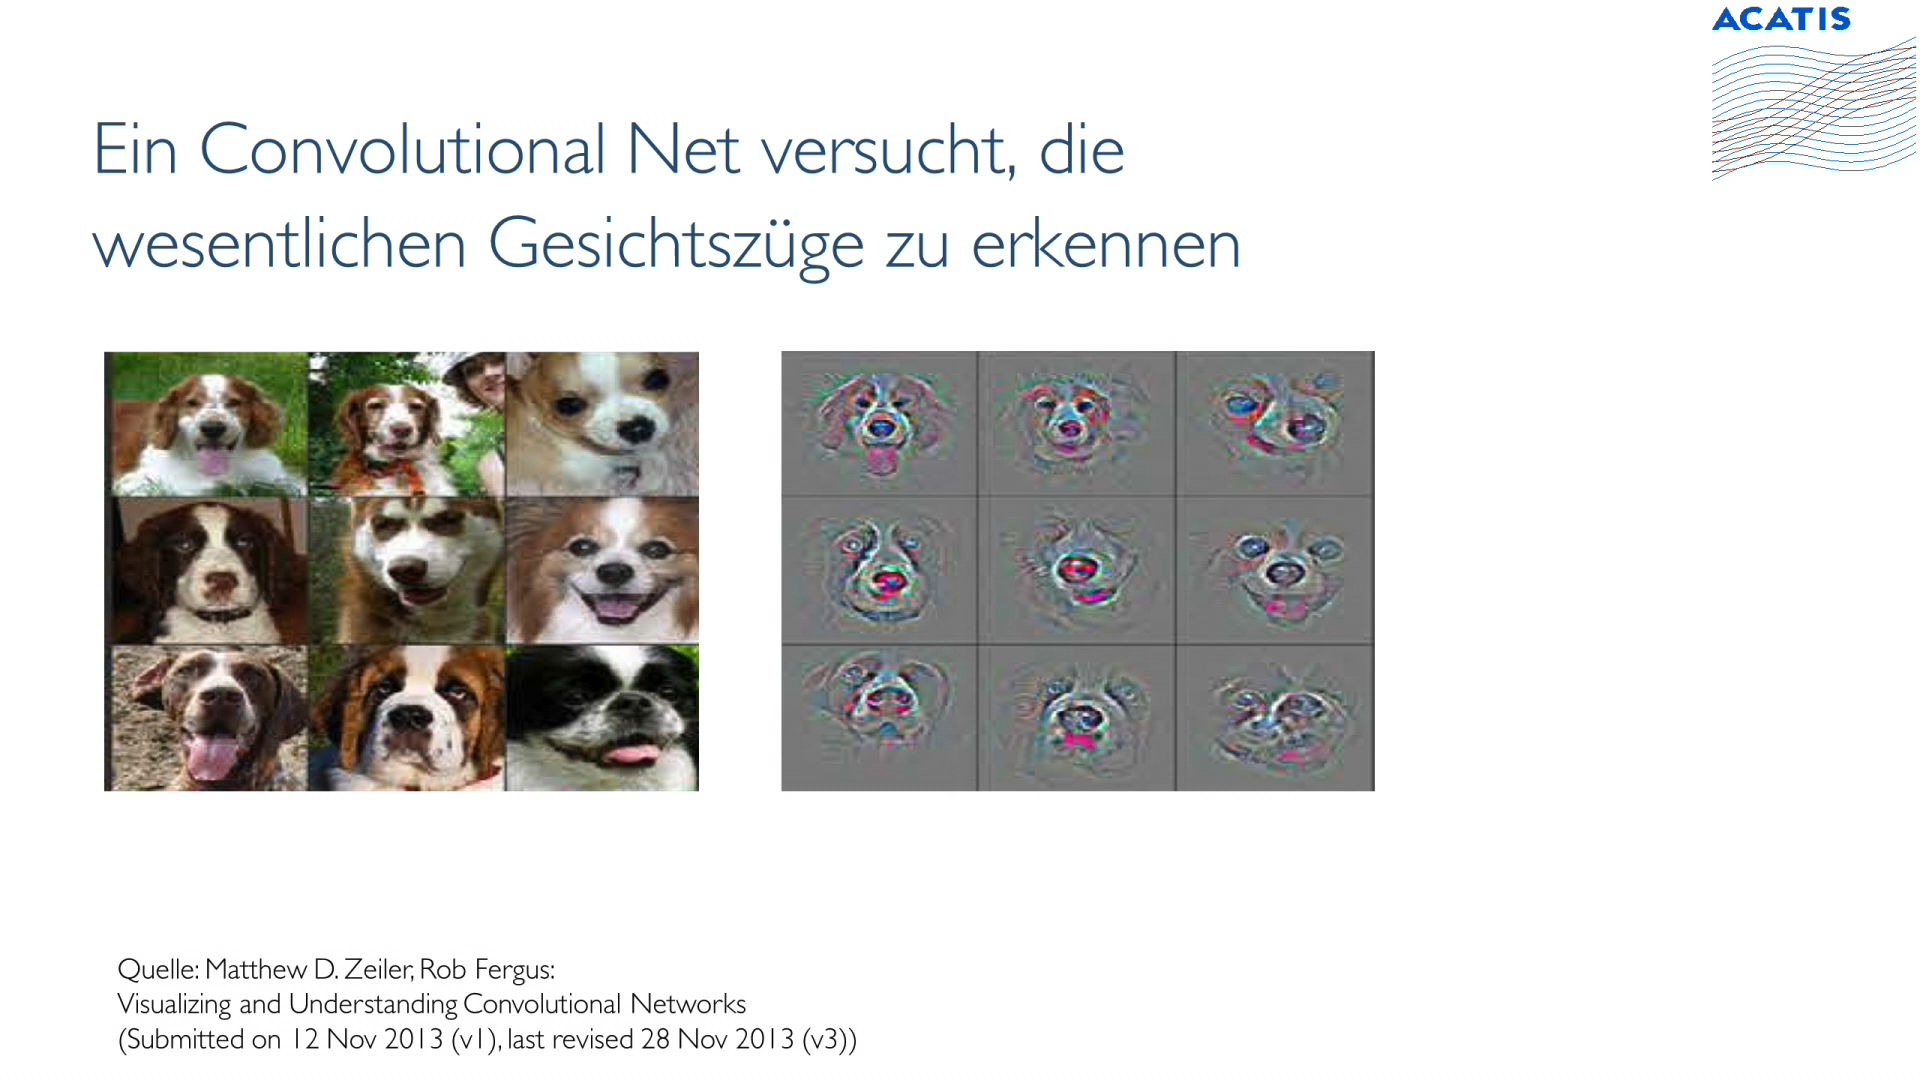 ACATIS
Ein Convolutional Net versucht, die
wesentlichen Gesichtszüge zu erkennen
Quelle: Matthew D. Zeiler, Rob Fergus:
Visualizing and Understanding Convolutional Networks
(Submitted on 12 Nov 2013 (v1), last revised 28 Nov 2013 (v3))